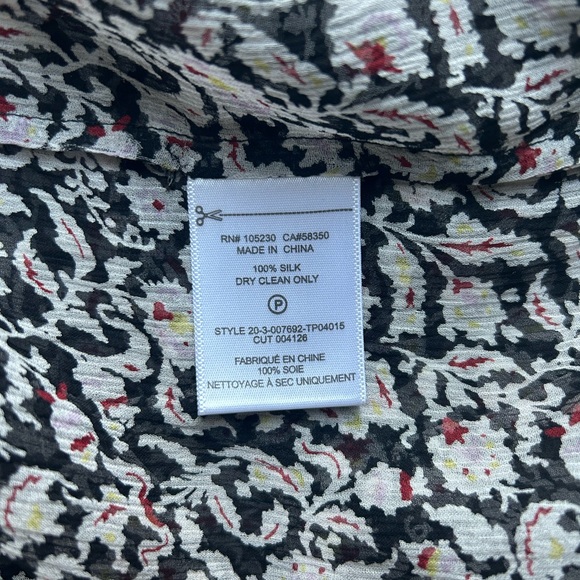 RN# 105230 CA#58350
MADE IN CHINA
100% SILK
DRY CLEAN ONLY
P
STYLE 20-3-007692-TP04015
CUT 004126
FABRIQUÉ EN CHINE
100% SOIE
NETTOYAGE À SEC UNIQUEMENT